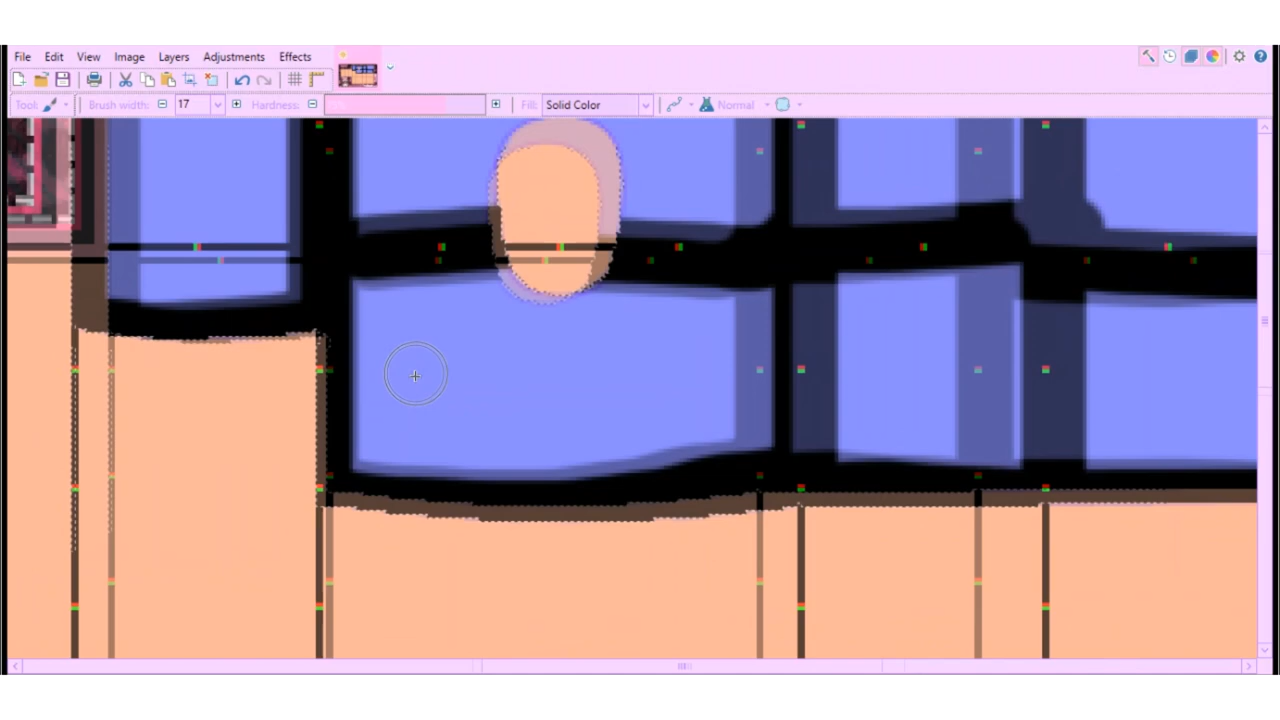 File Edit View Image Layers Adjustments Effects
Tool: Brush width: 17 Hardness: Fill: Solid Color Normal